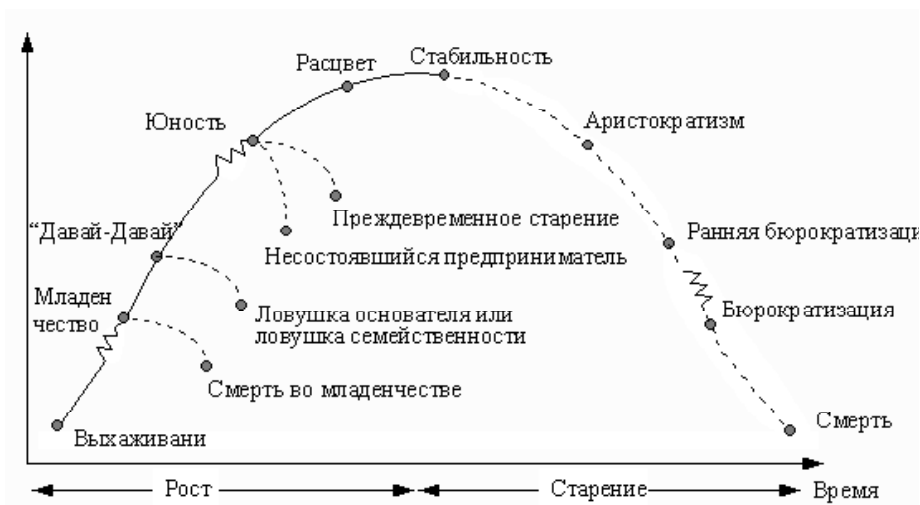 Стабильность
Расцвет
Юность
Аристократизм
Преждевременное старение
“Давай-Давай”
Несостоявшийся предприниматель
Ранняя бюрократизаци
Младен
чество
Ловушка основателя или
ловушка семейственности
Бюрократизация
Смерть во младенчестве
Выхаживани
Смерть
Рост
Старение
Время